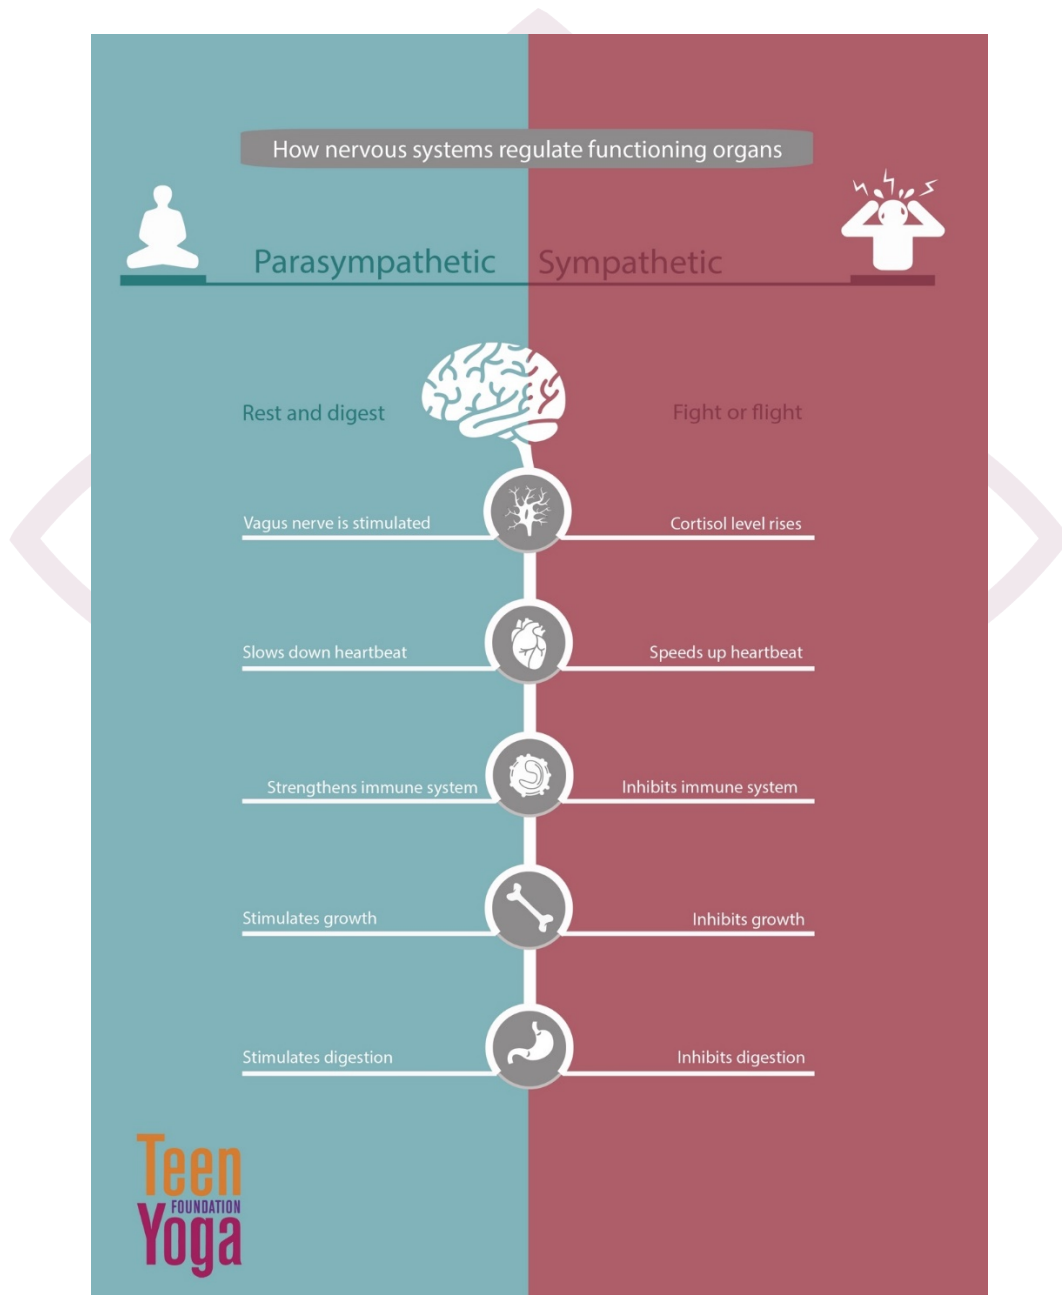 How nervous systems regulate functioning organs
Parasympathetic Sympathetic
Rest and digest Fight or flight
Vagus nerve is stimulated Cortisol level rises
Slows down heartbeat Speeds up heartbeat
Strengthens immune system Inhibits immune system
Stimulates growth Inhibits growth
Stimulates digestion Inhibits digestion
Teen
FOUNDATION
Yoga